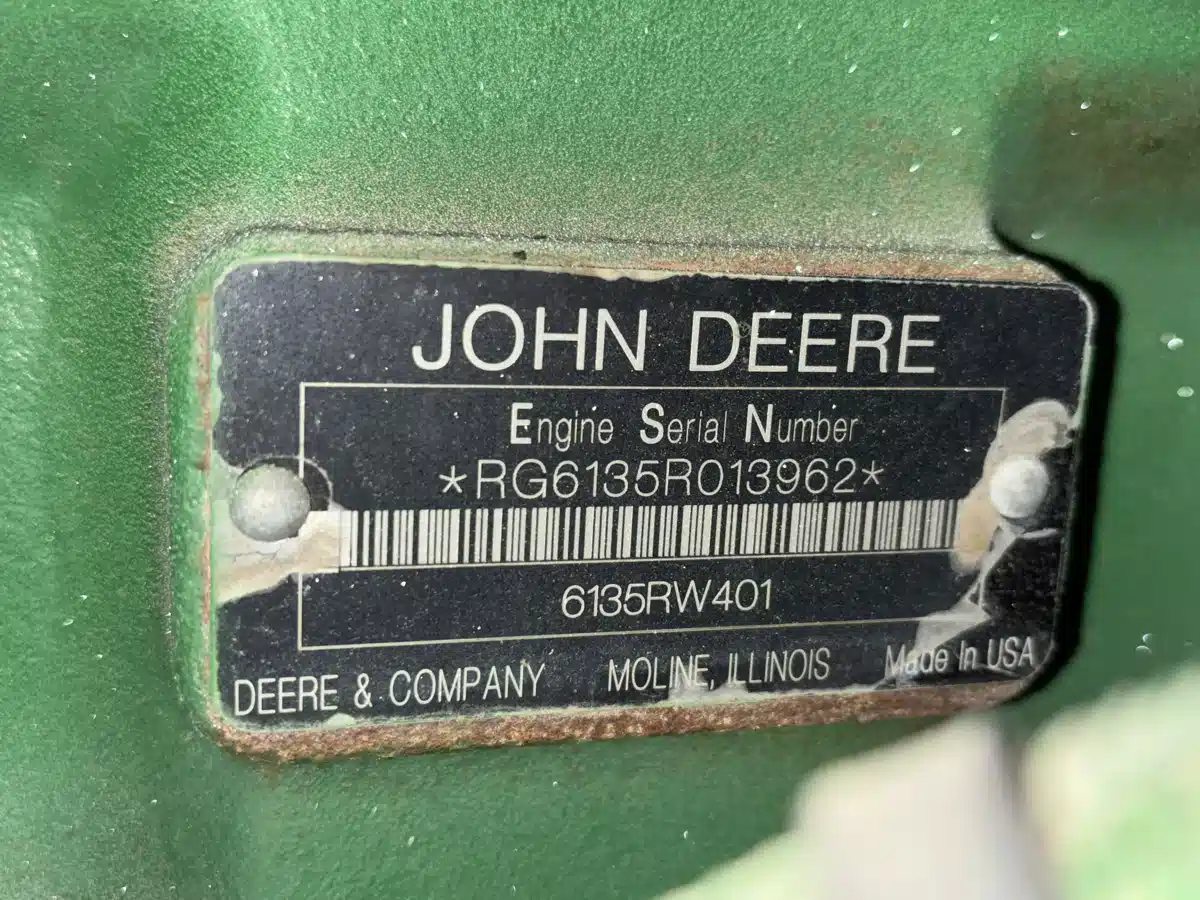 JOHN DEERE
Engine Serial Number
*RG6135R013962*
6135RW401
DEERE & COMPANY MOLINE, ILLINOIS Made In USA